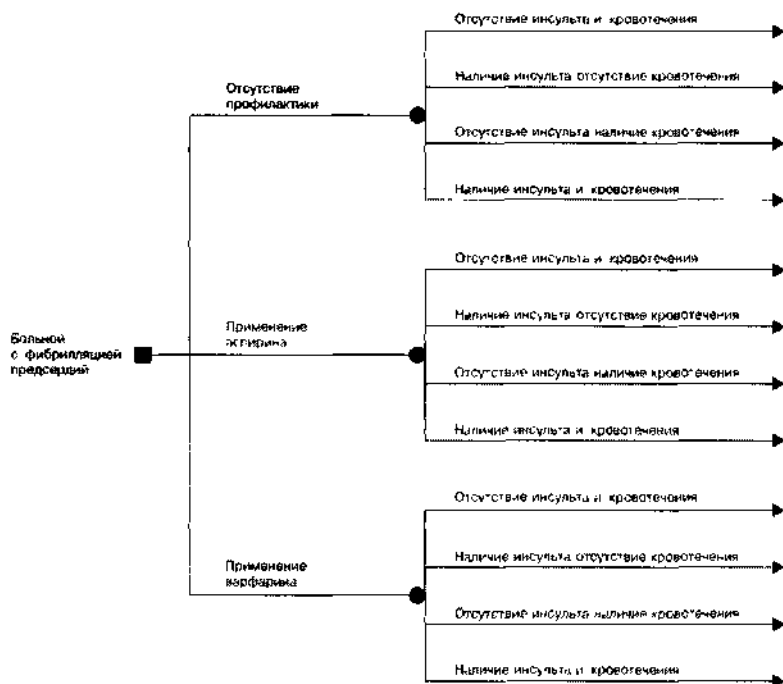 Отсутствие инсульта и кровотечения
Наличие инсульта отсутствие кровотечения
Отсутствие
профилактики
Отсутствие инсульта наличие кровотечения
Наличие инсульта и кровотечения
Отсутствие инсульта и кровотечения
Наличие инсульта отсутствие кровотечения
Больной
с фибрилляцией
предсердий
Применение
аспирина
Отсутствие инсульта наличие кровотечения
Наличие инсульта и кровотечения
Отсутствие инсульта и кровотечения
Наличие инсульта отсутствие кровотечения
Применение
варфарина
Отсутствие инсульта наличие кровотечения
Наличие инсульта и кровотечения